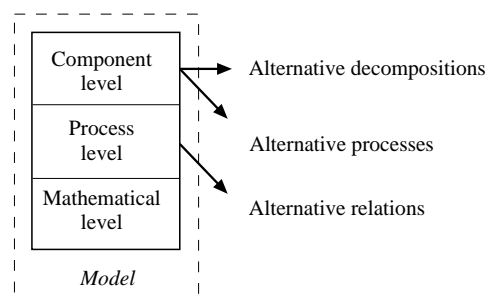 Component
level
Alternative decompositions
Process
level
Alternative processes
Mathematical
level
Alternative relations
Model